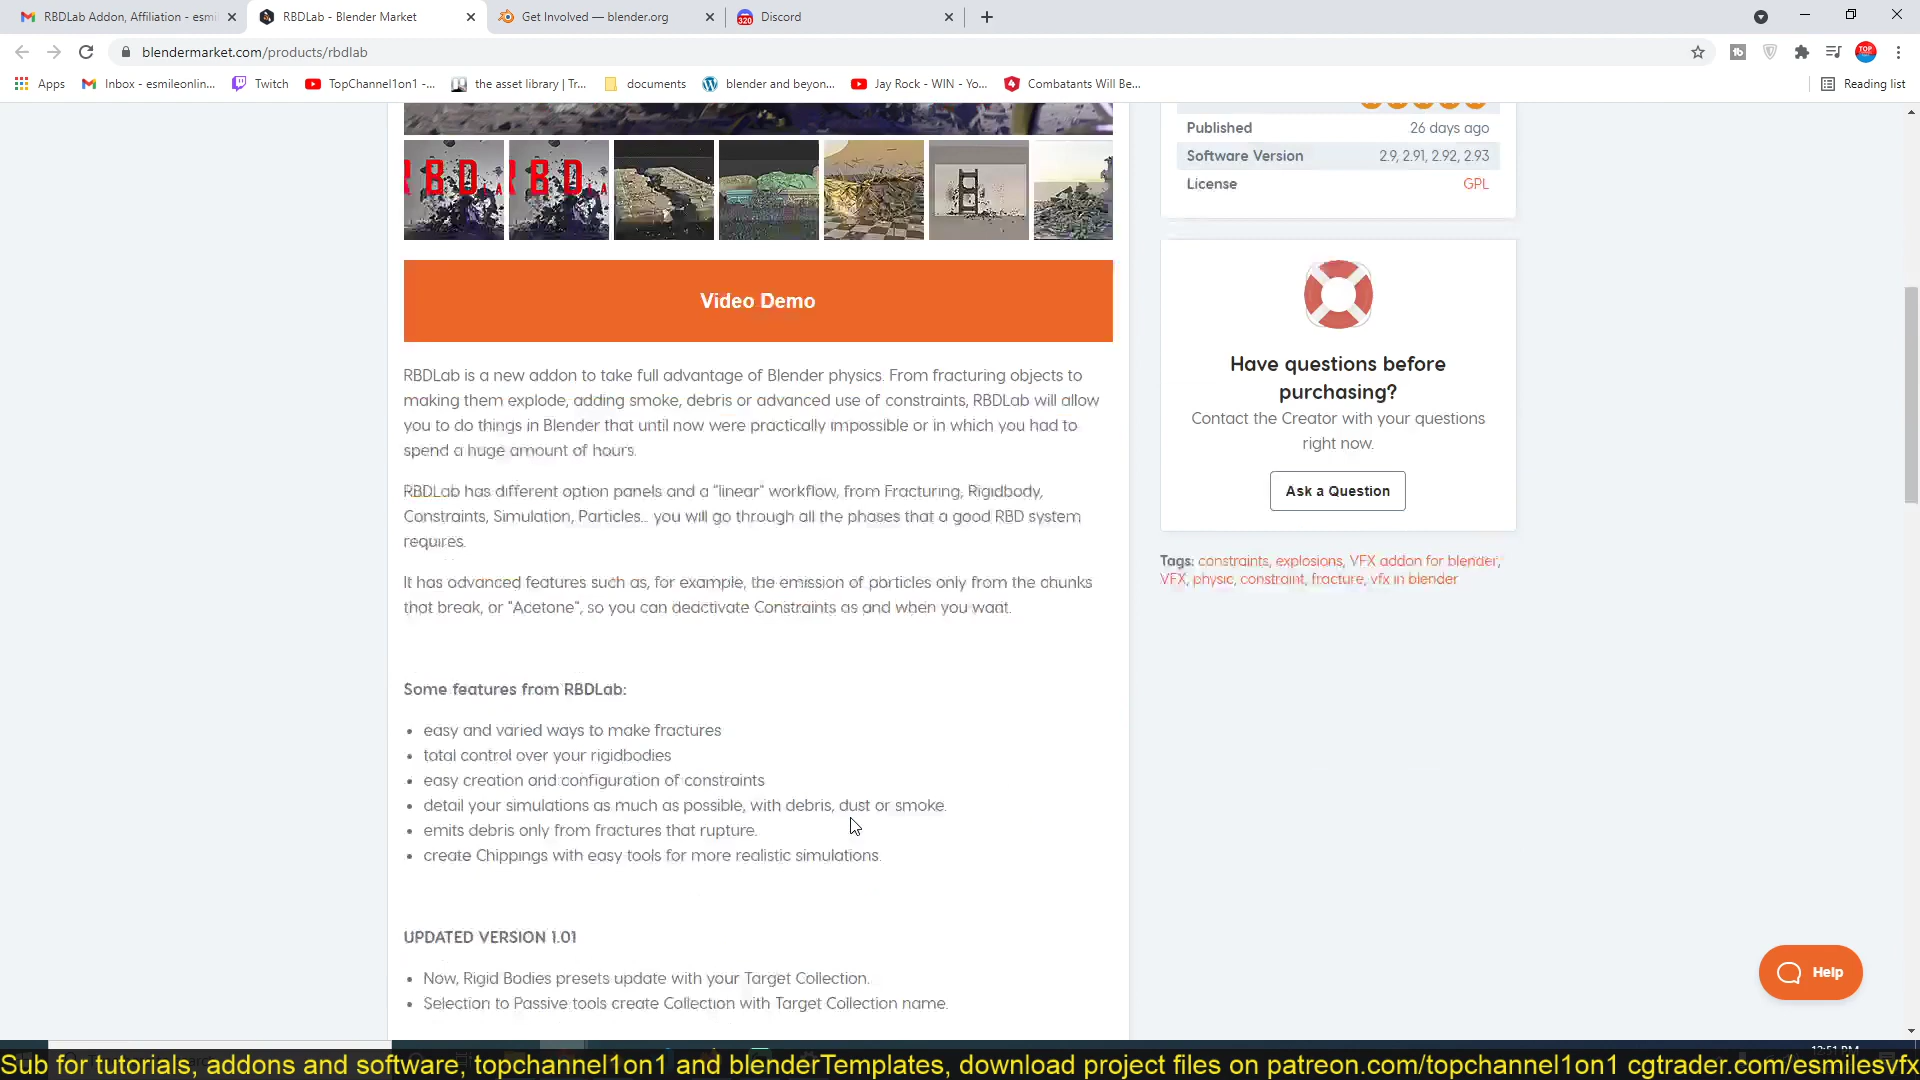 RBDLab Addon, Affiliation - esmi
RBDLab - Blender Market
Get Involved — blender.org
320
Discord
blendermarket.com/products/rbdlab
TOP
Apps
Inbox - esmileonlin...
Twitch
TopChannel1on1 -...
the asset library | Tr...
documents
blender and beyon...
Jay Rock - WIN - Yo...
Combatants Will Be...
Reading list
Published 26 days ago
Software Version 2.9, 2.91, 2.92, 2.93
License GPL
Video Demo
RBDLab is a new addon to take full advantage of Blender physics. From fracturing objects to
making them explode, adding smoke, debris or advanced use of constraints, RBDLab will allow
you to do things in Blender that until now were practically impossible or in which you had to
spend a huge amount of hours.
RBDLab has different option panels and a "linear" workflow, from Fracturing, Rigidbody,
Constraints, Simulation, Particles... you will go through all the phases that a good RBD system
requires.
It has advanced features such as, for example, the emission of particles only from the chunks
that break, or "Acetone", so you can deactivate Constraints as and when you want.
Some features from RBDLab:
• easy and varied ways to make fractures
• total control over your rigidbodies
• easy creation and configuration of constraints
• detail your simulations as much as possible, with debris, dust or smoke.
• emits debris only from fractures that rupture.
• create Chippings with easy tools for more realistic simulations.
UPDATED VERSION 1.01
• Now, Rigid Bodies presets update with your Target Collection.
• Selection to Passive tools create Collection with Target Collection name.
Have questions before
purchasing?
Contact the Creator with your questions
right now.
Ask a Question
Tags: constraints, explosions, VFX addon for blender,
VFX, physic, constraint, fracture, vfx in blender
Help
Sub for tutorials, addons and software, topchannel1on1 and blenderTemplates, download project files on patreon.com/topchannel1on1 cgtrader.com/esmilesvfx